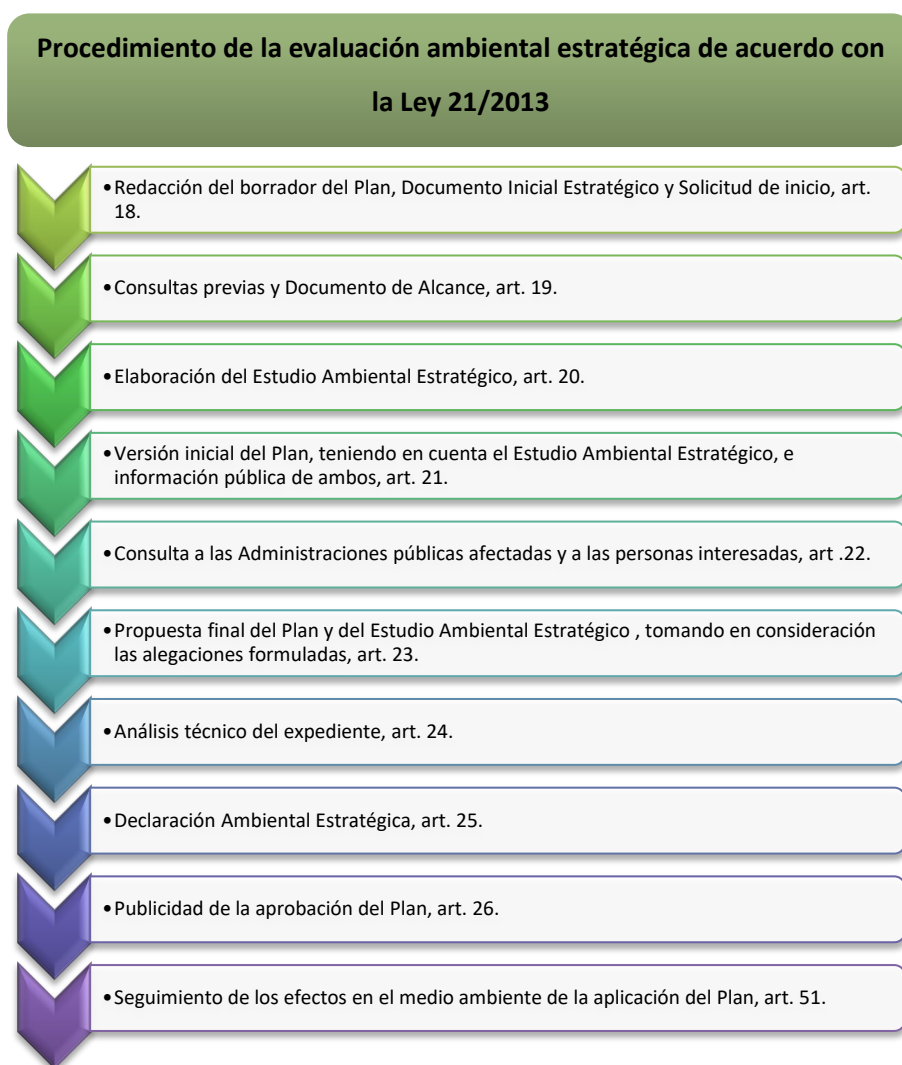 Procedimiento de la evaluación ambiental estratégica de acuerdo con
la Ley 21/2013
•Redacción del borrador del Plan, Documento Inicial Estratégico y Solicitud de inicio, art.
18.
•Consultas previas y Documento de Alcance, art. 19.
•Elaboración del Estudio Ambiental Estratégico, art. 20.
•Versión inicial del Plan, teniendo en cuenta el Estudio Ambiental Estratégico, e
información pública de ambos, art. 21.
•Consulta a las Administraciones públicas afectadas y a las personas interesadas, art .22.
•Propuesta final del Plan y del Estudio Ambiental Estratégico , tomando en consideración
las alegaciones formuladas, art. 23.
•Análisis técnico del expediente, art. 24.
•Declaración Ambiental Estratégica, art. 25.
•Publicidad de la aprobación del Plan, art. 26.
•Seguimiento de los efectos en el medio ambiente de la aplicación del Plan, art. 51.